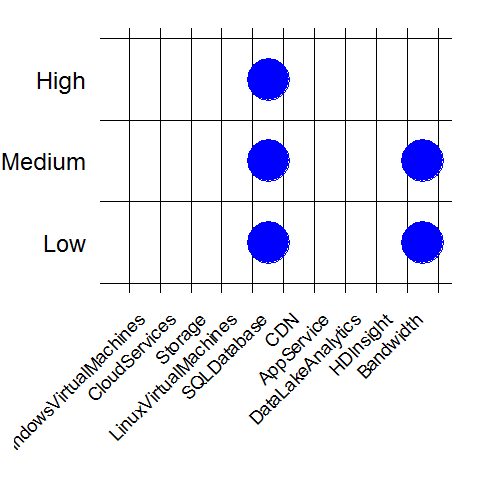 High
Medium
Low
ndowsVirtualMachines
CloudServices
Storage
LinuxVirtualMachines
SQLDatabase
CDN
AppService
DataLakeAnalytics
HDInsight
Bandwidth